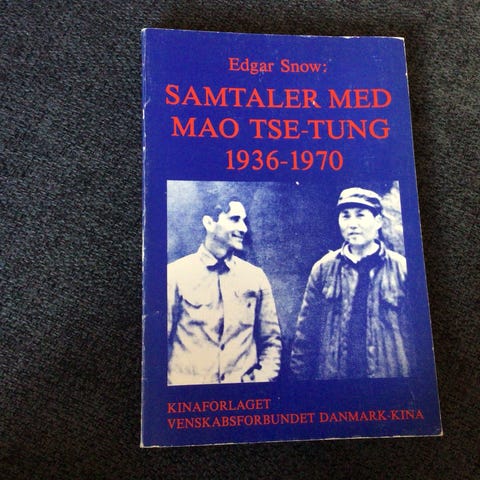 Edgar Snow:
SAMTALER MED
MAO TSE-TUNG
1936-1970
KINAFORLAGET
VENSKABSFORBUNDET DANMARK-KINA